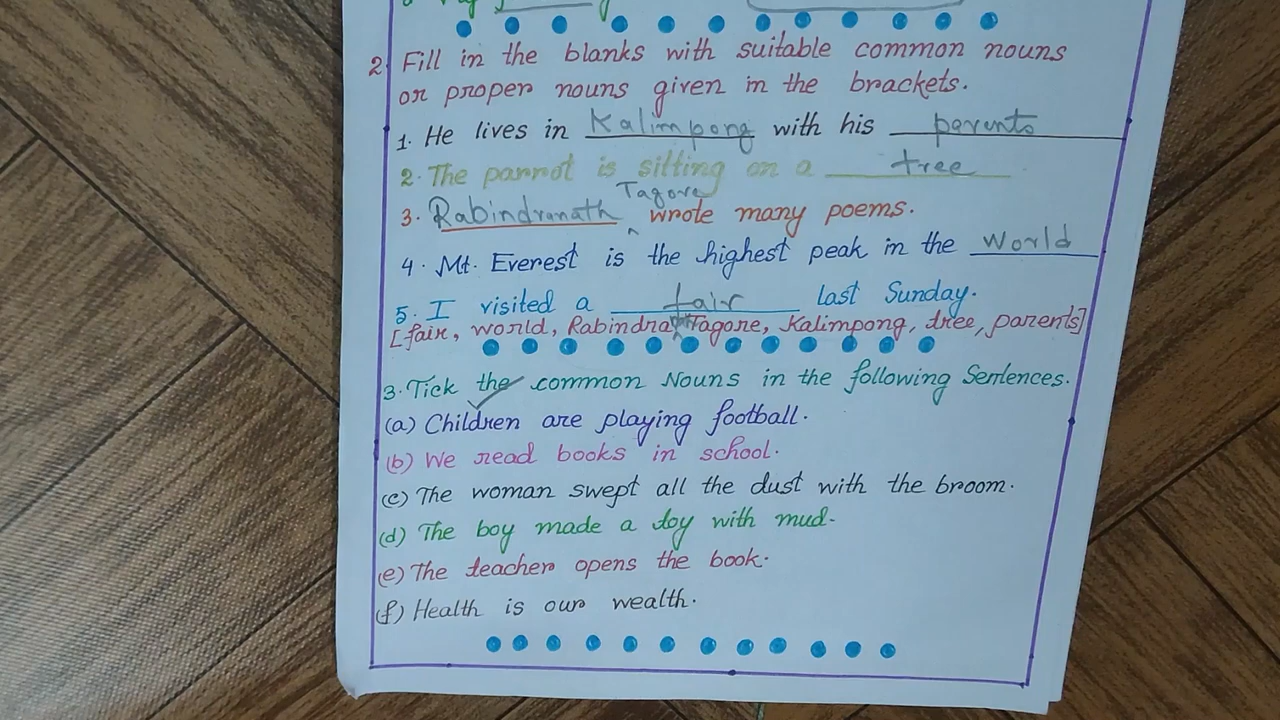 2. Fill in the blanks with suitable common nouns
or proper nouns given in the brackets.
1. He lives in Kalimpong with his parents
2. The parrot is sitting on a tree
Tagore
3. Rabindranath ^ wrote many poems.
4. Mt. Everest is the highest peak in the world
5. I visited a fair last Sunday.
[fair, world, Rabindra Tagore, Kalimpong, tree, parents]
3. Tick the common Nouns in the following Sentences.
(a) Children are playing football.
(b) We read books in school.
(c) The woman swept all the dust with the broom.
(d) The boy made a toy with mud.
(e) The teacher opens the book.
(f) Health is our wealth.